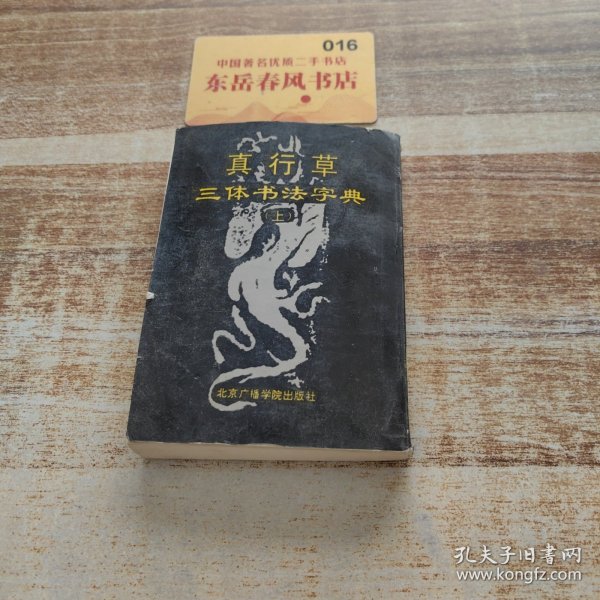 016
中国著名优质二手书店
东岳春风书店
真行草
三体书法字典
(上)
北京广播学院出版社
孔夫子旧书网
www.kongfz.com